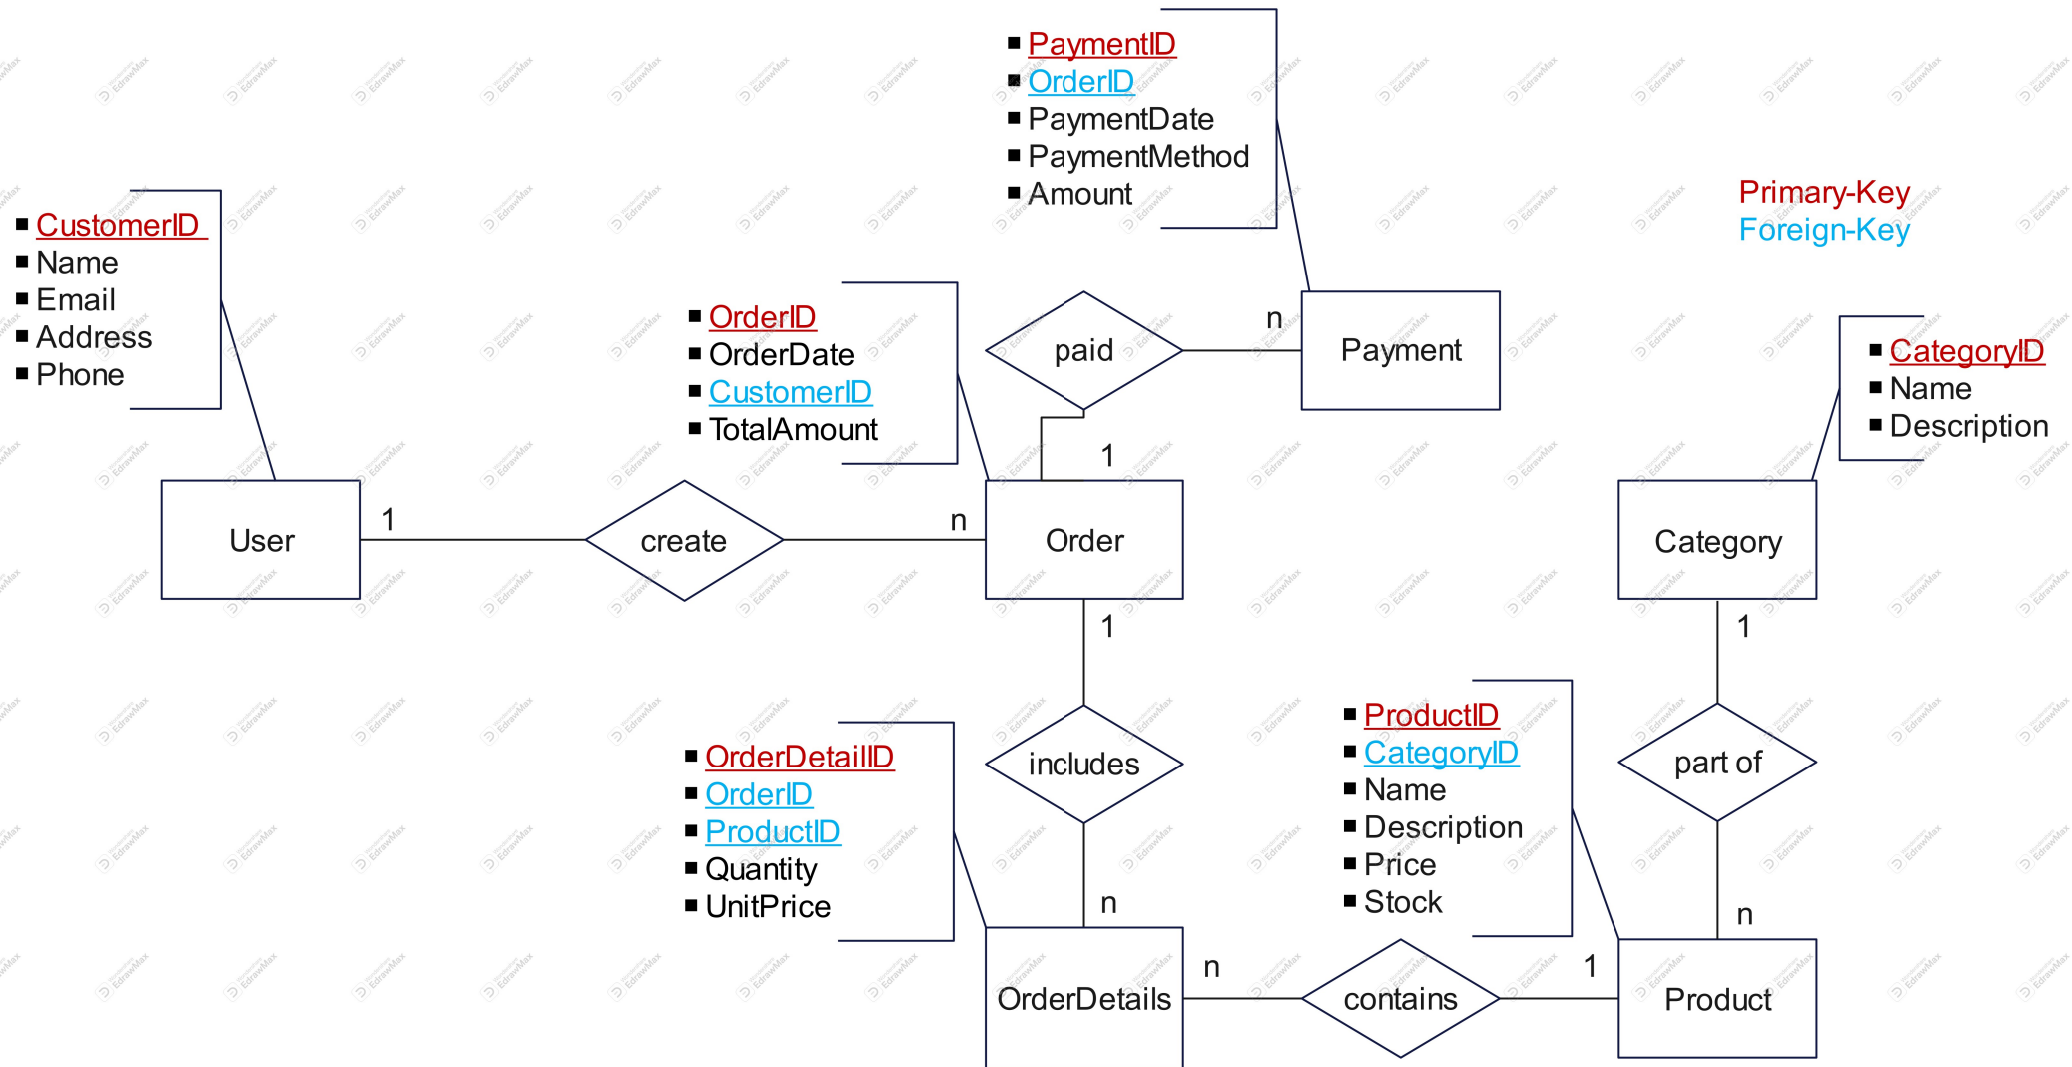 PaymentID
OrderID
PaymentDate
PaymentMethod
Amount
Primary-Key
Foreign-Key
CustomerID
Name
Email
Address
Phone
OrderID
OrderDate
CustomerID
TotalAmount
paid
n
Payment
1
CategoryID
Name
Description
User
1
create
n
Order
Category
1
1
includes
n
part of
n
OrderDetailID
OrderID
ProductID
Quantity
UnitPrice
ProductID
CategoryID
Name
Description
Price
Stock
OrderDetails
n
contains
1
Product
Wondershare
EdrawMax